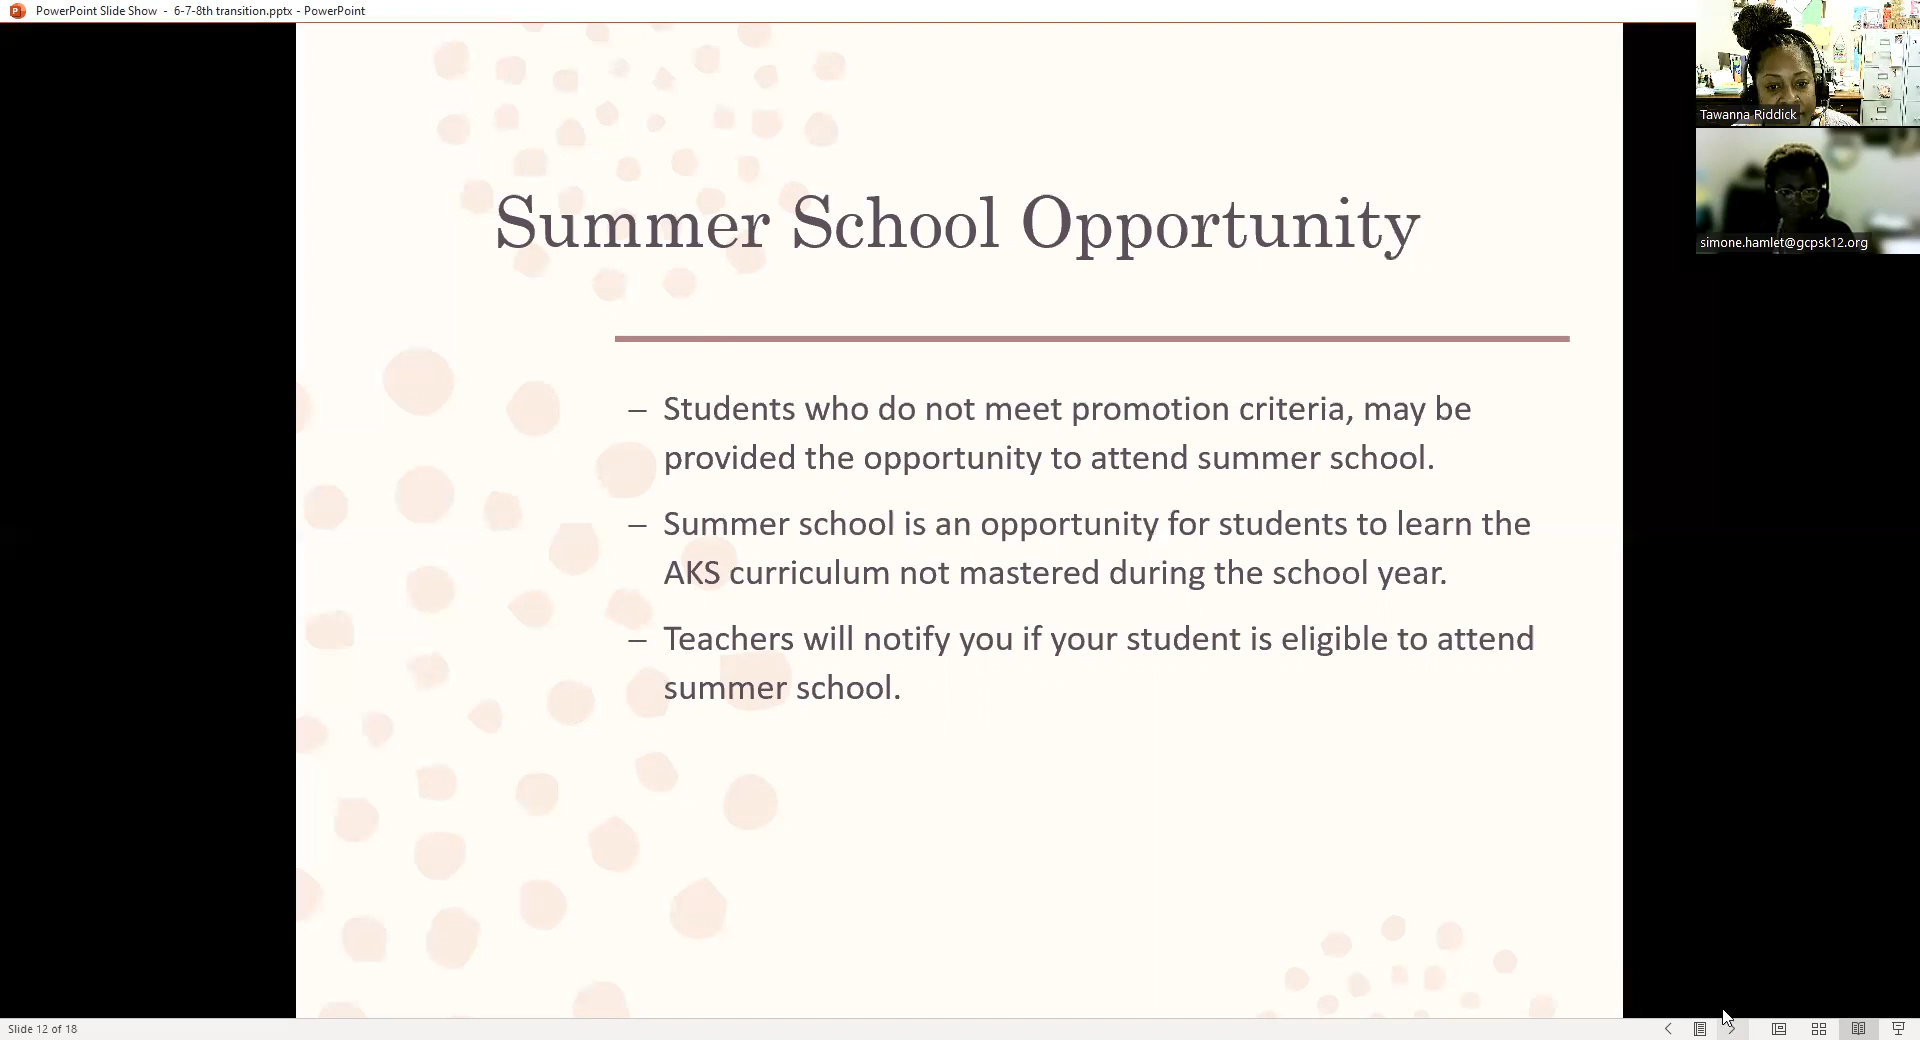 PowerPoint Slide Show - 6-7-8th transition.pptx - PowerPoint
Tawanna Riddick
simone.hamlet@gcpsk12.org
Summer School Opportunity
– Students who do not meet promotion criteria, may be
provided the opportunity to attend summer school.
– Summer school is an opportunity for students to learn the
AKS curriculum not mastered during the school year.
– Teachers will notify you if your student is eligible to attend
summer school.
Slide 12 of 18